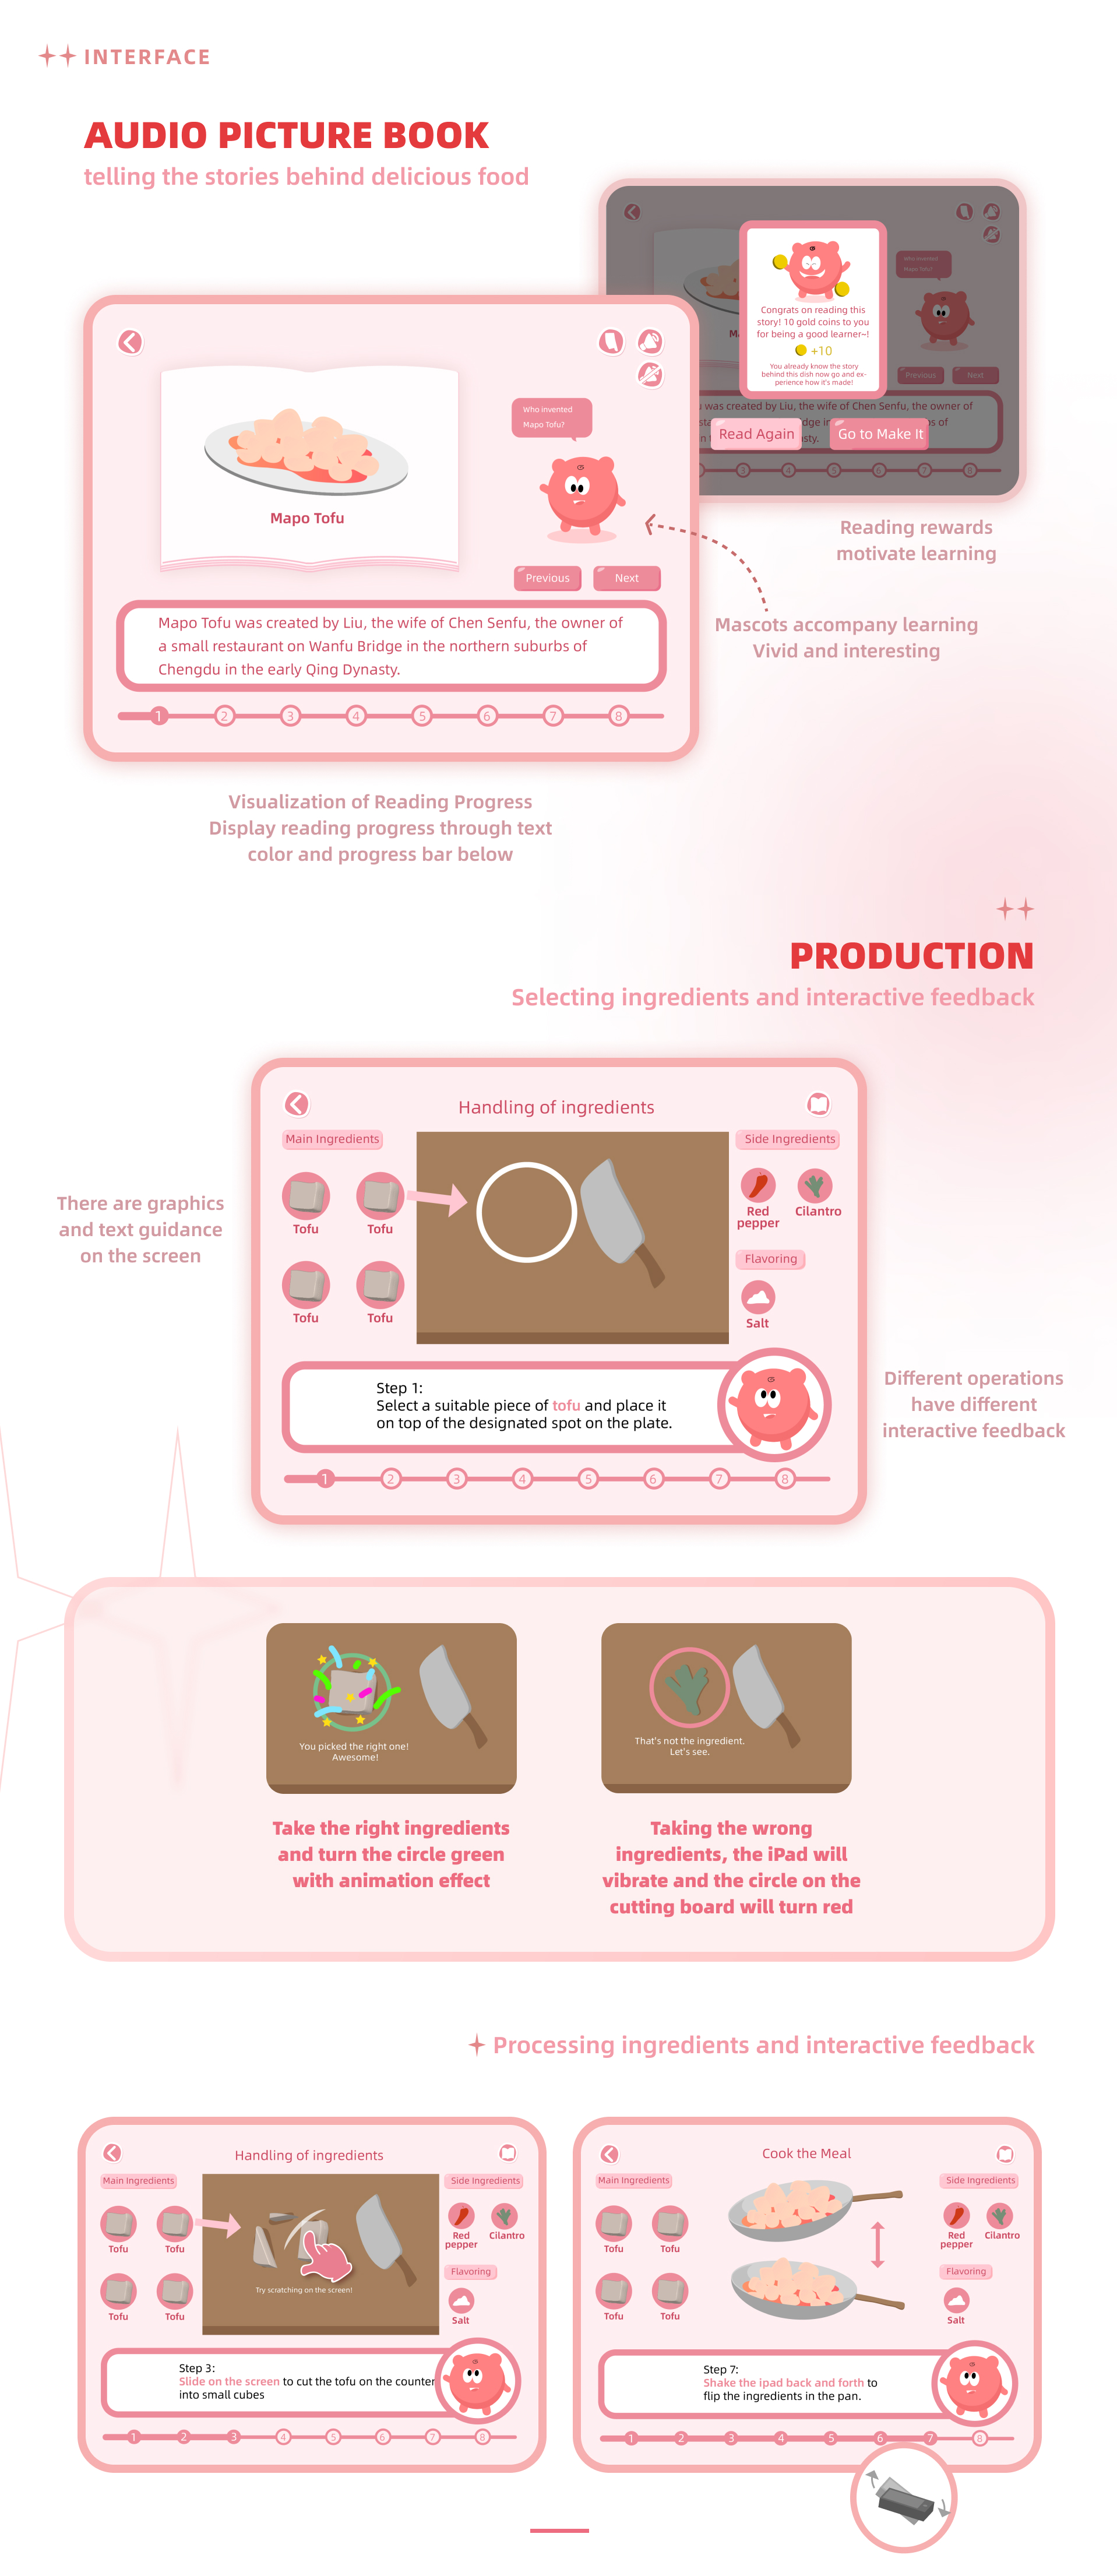 INTERFACE
AUDIO PICTURE BOOK
telling the stories behind delicious food
Who invented
Mapo Tofu?
Congrats on reading this
story! 10 gold coins to you
for being a good learner~!
+10
You already know the story
behind this dish now go and ex-
perience how it's made!
Previous
Next
was created by Liu, the wife of Chen Senfu, the owner of
Read Again
Go to Make It
3
4
5
6
7
8
Mapo Tofu
Who invented
Mapo Tofu?
Previous
Next
Mapo Tofu was created by Liu, the wife of Chen Senfu, the owner of
a small restaurant on Wanfu Bridge in the northern suburbs of
Chengdu in the early Qing Dynasty.
1
2
3
4
5
6
7
8
Reading rewards
motivate learning
Mascots accompany learning
Vivid and interesting
Visualization of Reading Progress
Display reading progress through text
color and progress bar below
PRODUCTION
Selecting ingredients and interactive feedback
Handling of ingredients
Main Ingredients
Side Ingredients
Tofu
Tofu
Red
pepper
Cilantro
Flavoring
Tofu
Tofu
Salt
There are graphics
and text guidance
on the screen
Step 1:
Select a suitable piece of tofu and place it
on top of the designated spot on the plate.
1
2
3
4
5
6
7
8
Different operations
have different
interactive feedback
You picked the right one!
Awesome!
That's not the ingredient.
Let's see.
Take the right ingredients
and turn the circle green
with animation effect
Taking the wrong
ingredients, the iPad will
vibrate and the circle on the
cutting board will turn red
Processing ingredients and interactive feedback
Handling of ingredients
Main Ingredients
Side Ingredients
Tofu
Tofu
Red
pepper
Cilantro
Flavoring
Tofu
Tofu
Salt
Try scratching on the screen!
Step 3:
Slide on the screen to cut the tofu on the counter
into small cubes
1
2
3
4
5
6
7
8
Cook the Meal
Main Ingredients
Side Ingredients
Tofu
Tofu
Red
pepper
Cilantro
Flavoring
Tofu
Tofu
Salt
Step 7:
Shake the ipad back and forth to
flip the ingredients in the pan.
1
2
3
4
5
6
7
8